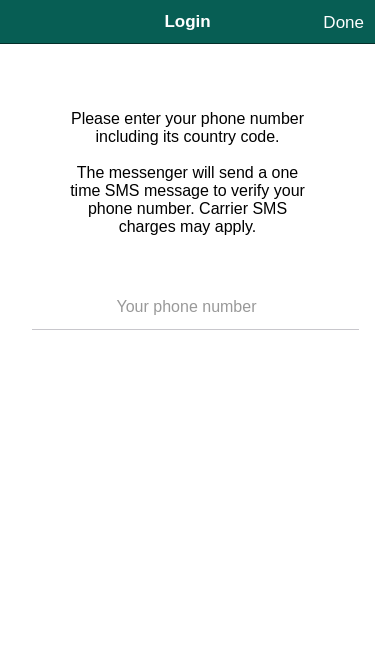 Login
Done
Please enter your phone number
including its country code.
The messenger will send a one
time SMS message to verify your
phone number. Carrier SMS
charges may apply.
Your phone number